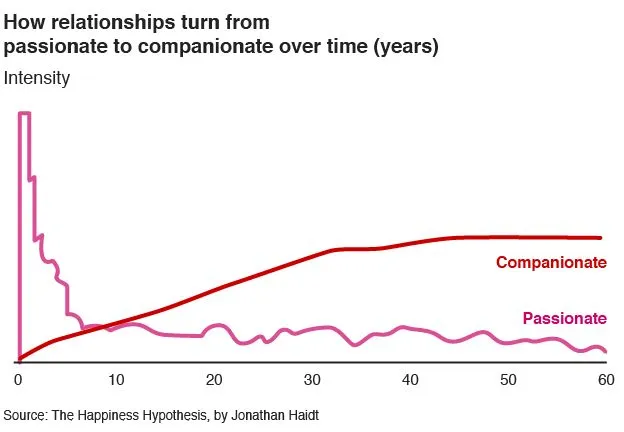 How relationships turn from
passionate to companionate over time (years)
Intensity
Companionate
Passionate
0 10 20 30 40 50 60
Source: The Happiness Hypothesis, by Jonathan Haidt